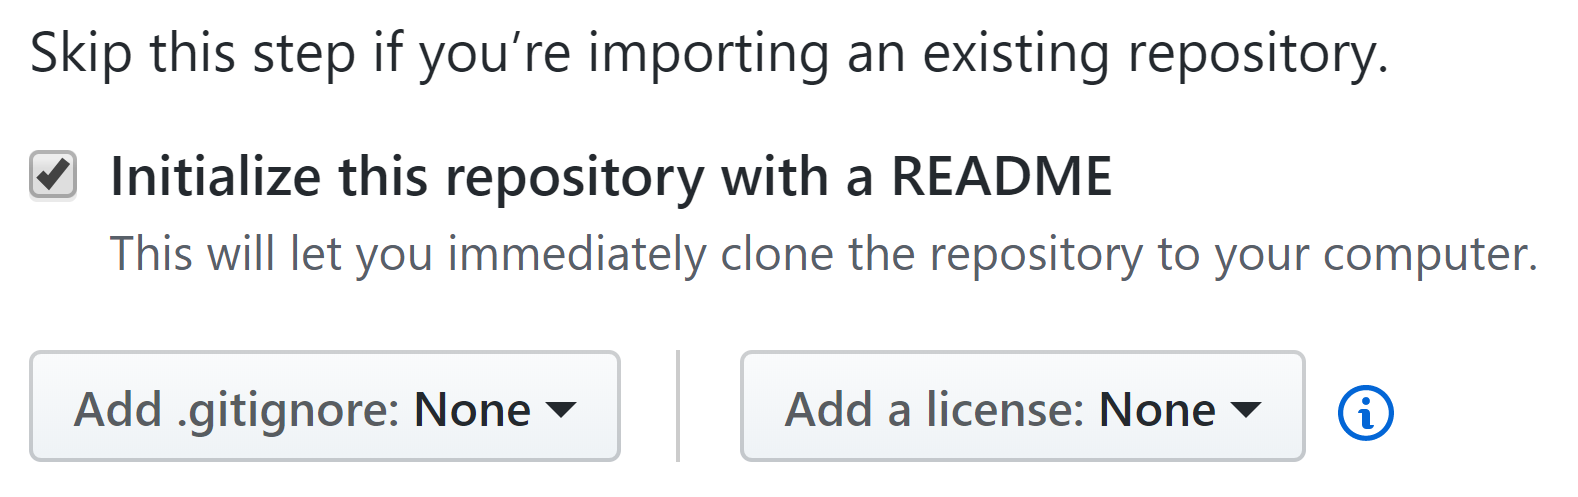 Skip this step if you’re importing an existing repository.
Initialize this repository with a README
This will let you immediately clone the repository to your computer.
Add .gitignore: None
Add a license: None